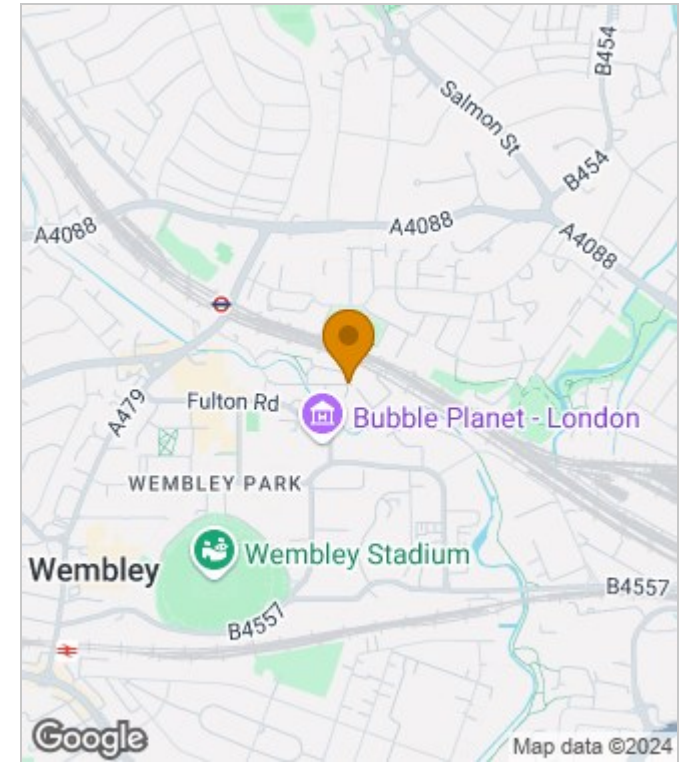 B454
Salmon St
B454
A4088
A4088
A4088
A479
Fulton Rd
Bubble Planet - London
WEMBLEY PARK
Wembley Stadium
Wembley
B4557
B4557
Google
Map data ©2024